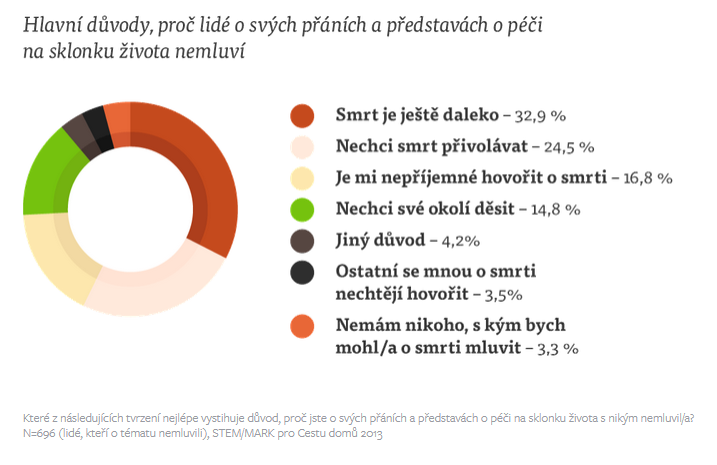 Hlavní důvody, proč lidé o svých přáních a představách o péči
na sklonku života nemluví
Smrt je ještě daleko – 32,9 %
Nechci smrt přivolávat – 24,5 %
Je mi nepříjemné hovořit o smrti – 16,8 %
Nechci své okolí děsit – 14,8 %
Jiný důvod – 4,2%
Ostatní se mnou o smrti
nechtějí hovořit – 3,5%
Nemám nikoho, s kým bych
mohl/a o smrti mluvit – 3,3 %
Které z následujících tvrzení nejlépe vystihuje důvod, proč jste o svých přáních a představách o péči na sklonku života s nikým nemluvil/a?
N=696 (lidé, kteří o tématu nemluvili), STEM/MARK pro Cestu domů 2013